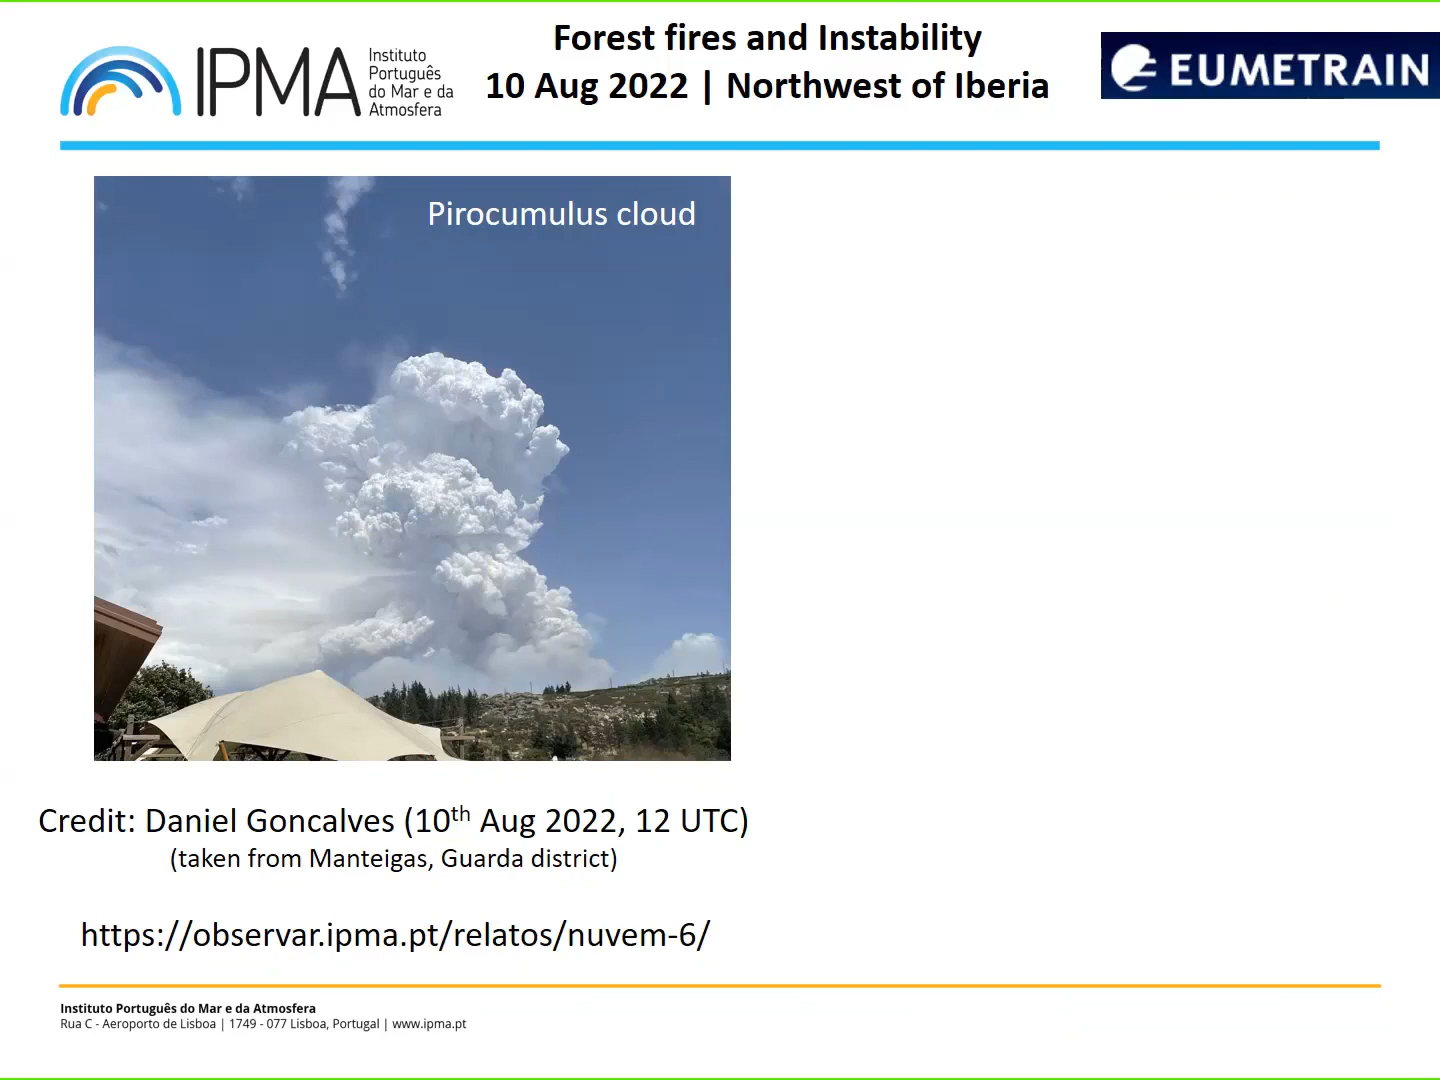 IPMA
Instituto
Português
do Mar e da
Atmosfera
Forest fires and Instability
10 Aug 2022 | Northwest of Iberia
EUMETRAIN
Pirocumulus cloud
Credit: Daniel Goncalves (10th Aug 2022, 12 UTC)
(taken from Manteigas, Guarda district)
https://observar.ipma.pt/relatos/nuvem-6/
Instituto Português do Mar e da Atmosfera
Rua C - Aeroporto de Lisboa | 1749 - 077 Lisboa, Portugal | www.ipma.pt